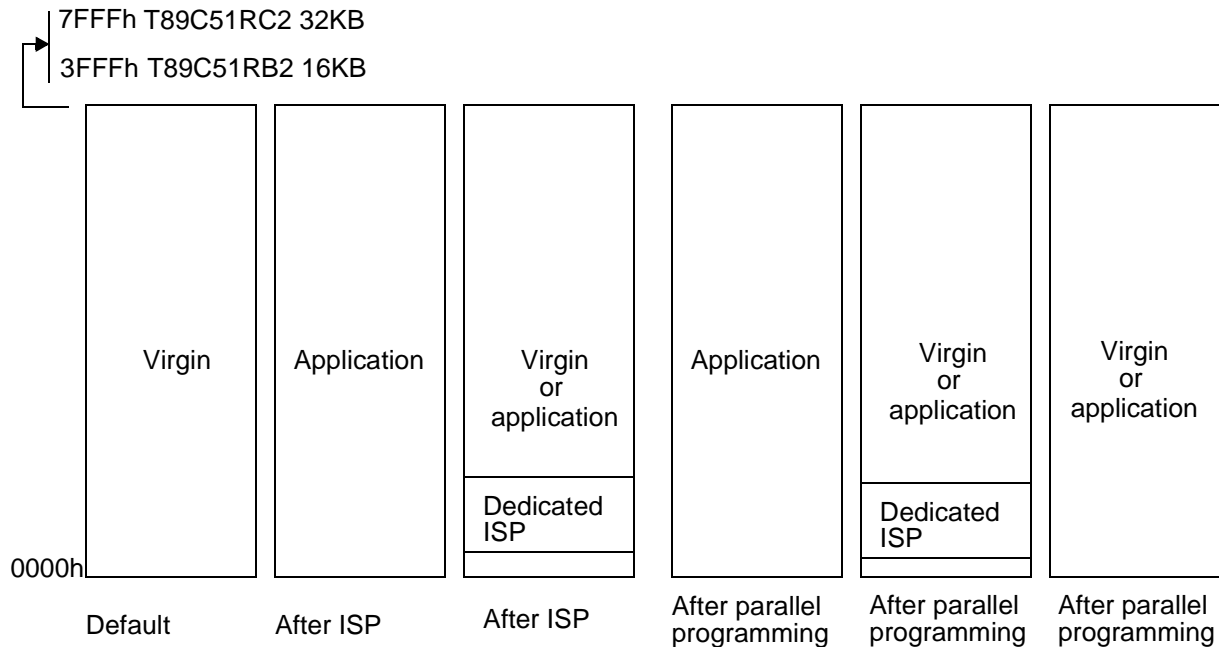 7FFFh T89C51RC2 32KB
3FFFh T89C51RB2 16KB
Virgin
Application
Virgin
or
application
Application
Virgin
or
application
Virgin
or
application
Dedicated
ISP
Dedicated
ISP
0000h
Default
After ISP
After ISP
After parallel
programming
After parallel
programming
After parallel
programming